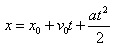 x = x₀ + v₀t + at²/2